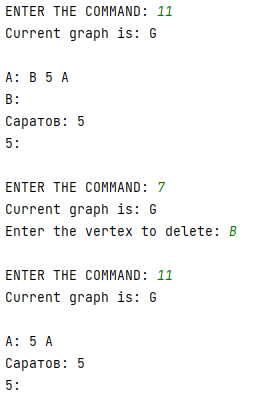 ENTER THE COMMAND: 11
Current graph is: G
A: B 5 A
B:
Саратов: 5
5:
ENTER THE COMMAND: 7
Current graph is: G
Enter the vertex to delete: B
ENTER THE COMMAND: 11
Current graph is: G
A: 5 A
Саратов: 5
5: